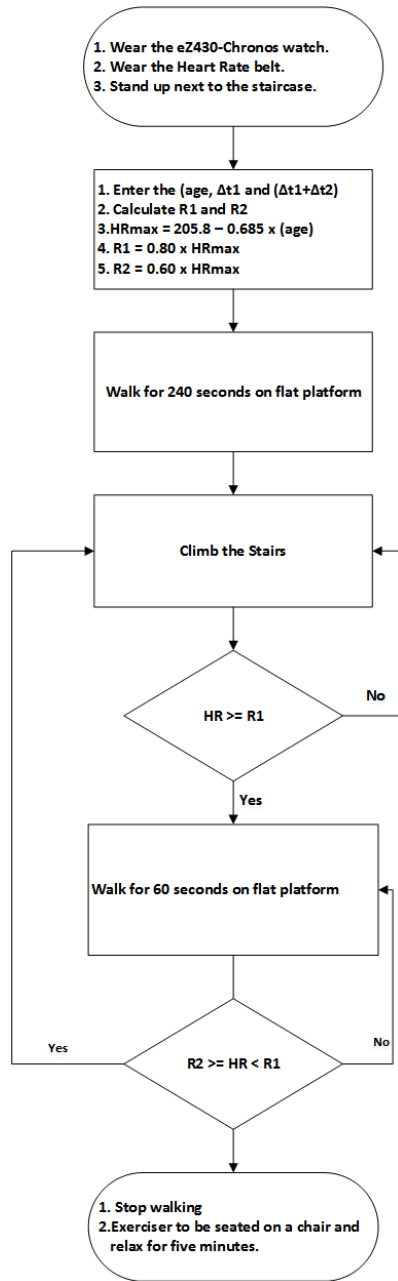 1. Wear the eZ430-Chronos watch.
2. Wear the Heart Rate belt.
3. Stand up next to the staircase.
1. Enter the (age, Δt1 and (Δt1+Δt2)
2. Calculate R1 and R2
3.HRmax = 205.8 – 0.685 x (age)
4. R1 = 0.80 x HRmax
5. R2 = 0.60 x HRmax
Walk for 240 seconds on flat platform
Climb the Stairs
HR >= R1
No
Yes
Walk for 60 seconds on flat platform
Yes
R2 >= HR < R1
No
1. Stop walking
2.Exerciser to be seated on a chair and
relax for five minutes.